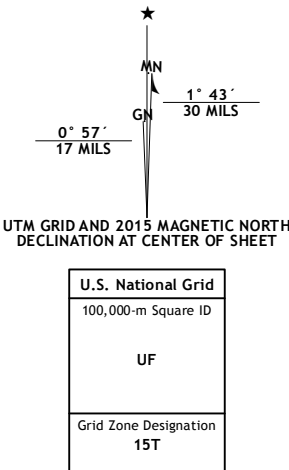 ★
MN
1° 43´
30 MILS
GN
0° 57´
17 MILS
UTM GRID AND 2015 MAGNETIC NORTH
DECLINATION AT CENTER OF SHEET
U.S. National Grid
100,000-m Square ID
UF
Grid Zone Designation
15T